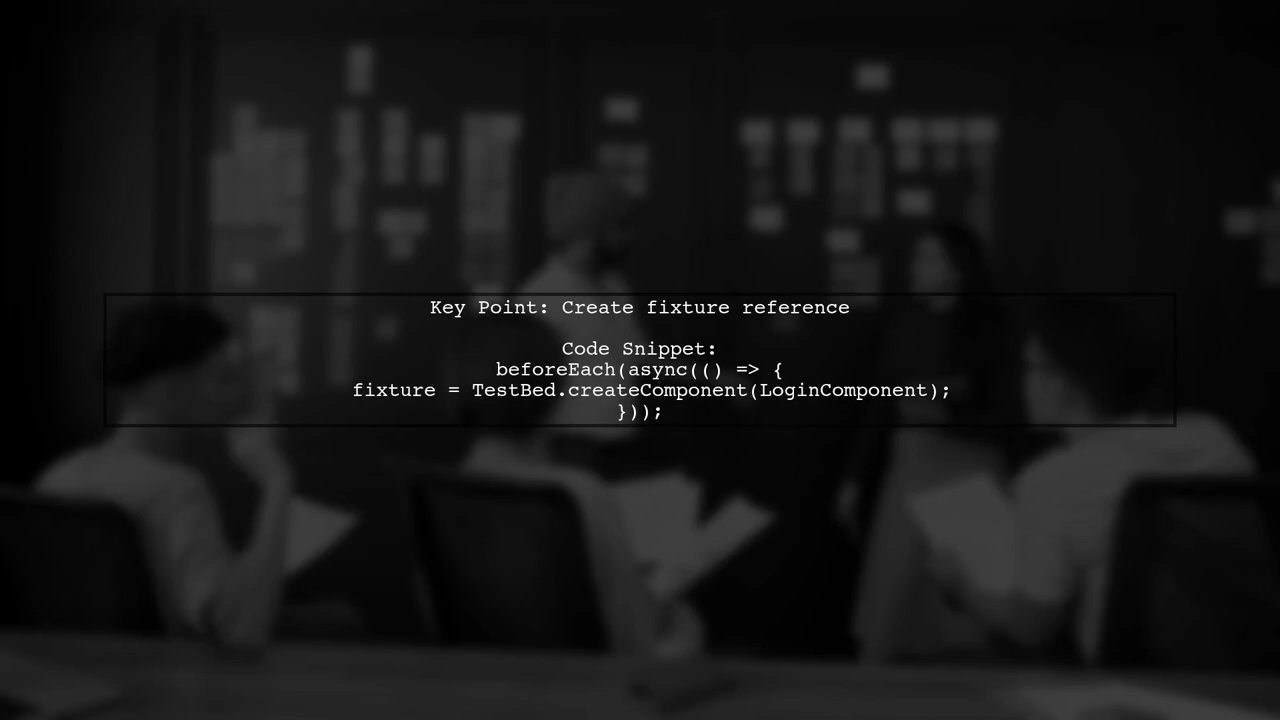 Key Point: Create fixture reference
Code Snippet:
beforeEach(async(() => {
fixture = TestBed.createComponent(LoginComponent);
}));